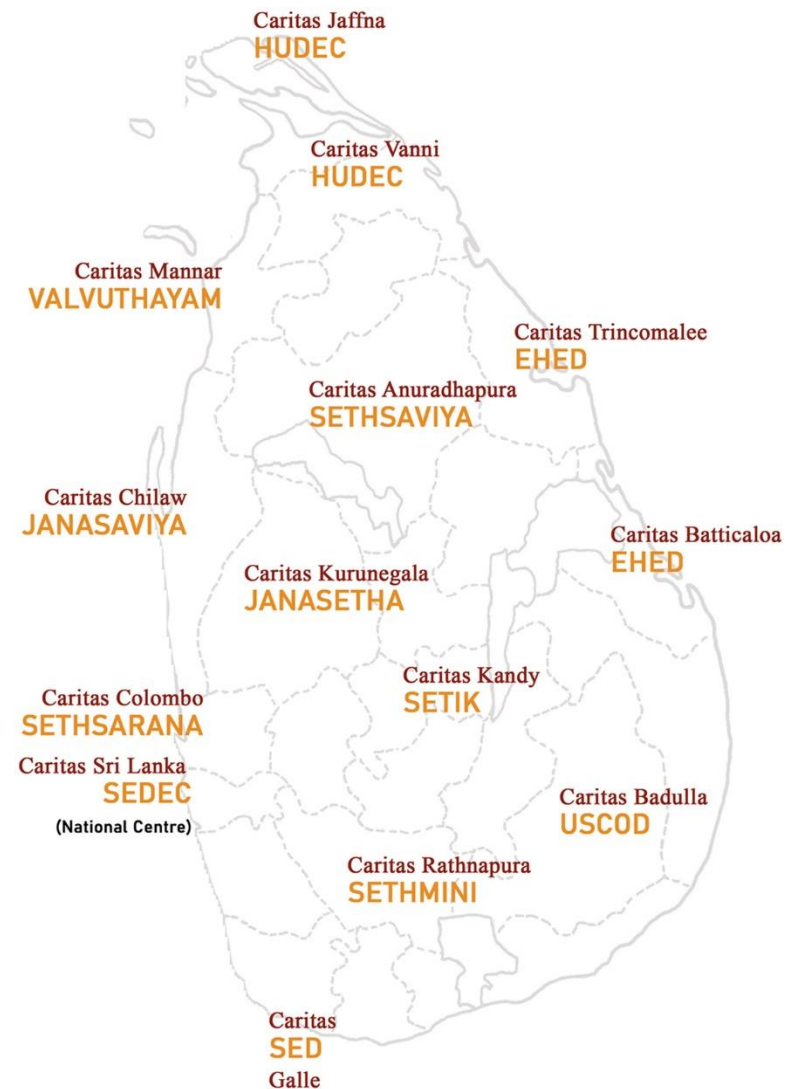 Caritas Jaffna
HUDEC
Caritas Vanni
HUDEC
Caritas Mannar
VALVUTHAYAM
Caritas Trincomalee
EHED
Caritas Anuradhapura
SETHSAVIYA
Caritas Chilaw
JANASAVIYA
Caritas Batticaloa
EHED
Caritas Kurunegala
JANASETHA
Caritas Kandy
SETIK
Caritas Colombo
SETHSARANA
Caritas Sri Lanka
SEDEC
(National Centre)
Caritas Badulla
USCOD
Caritas Rathnapura
SETHMINI
Caritas
SED
Galle